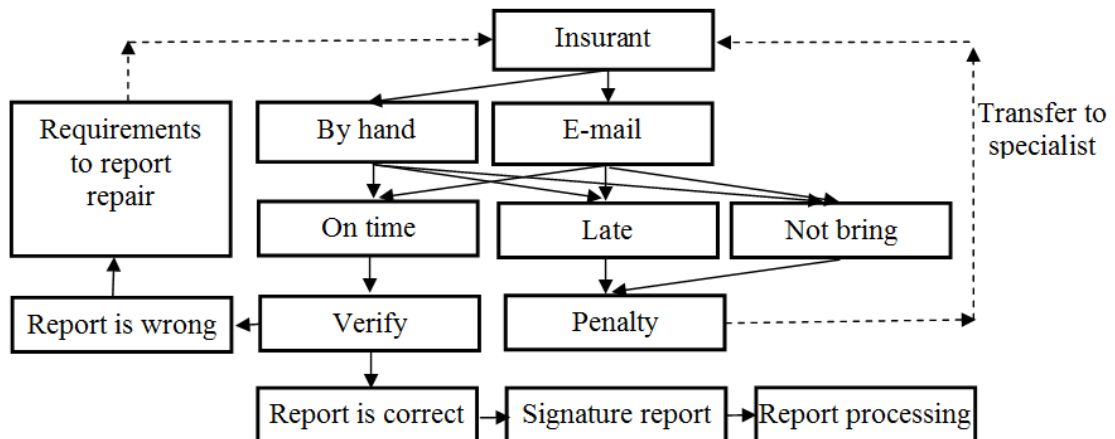 Insurant
Requirements
to report
repair
By hand
E-mail
Transfer to
specialist
On time
Late
Not bring
Report is wrong
Verify
Penalty
Report is correct
Signature report
Report processing